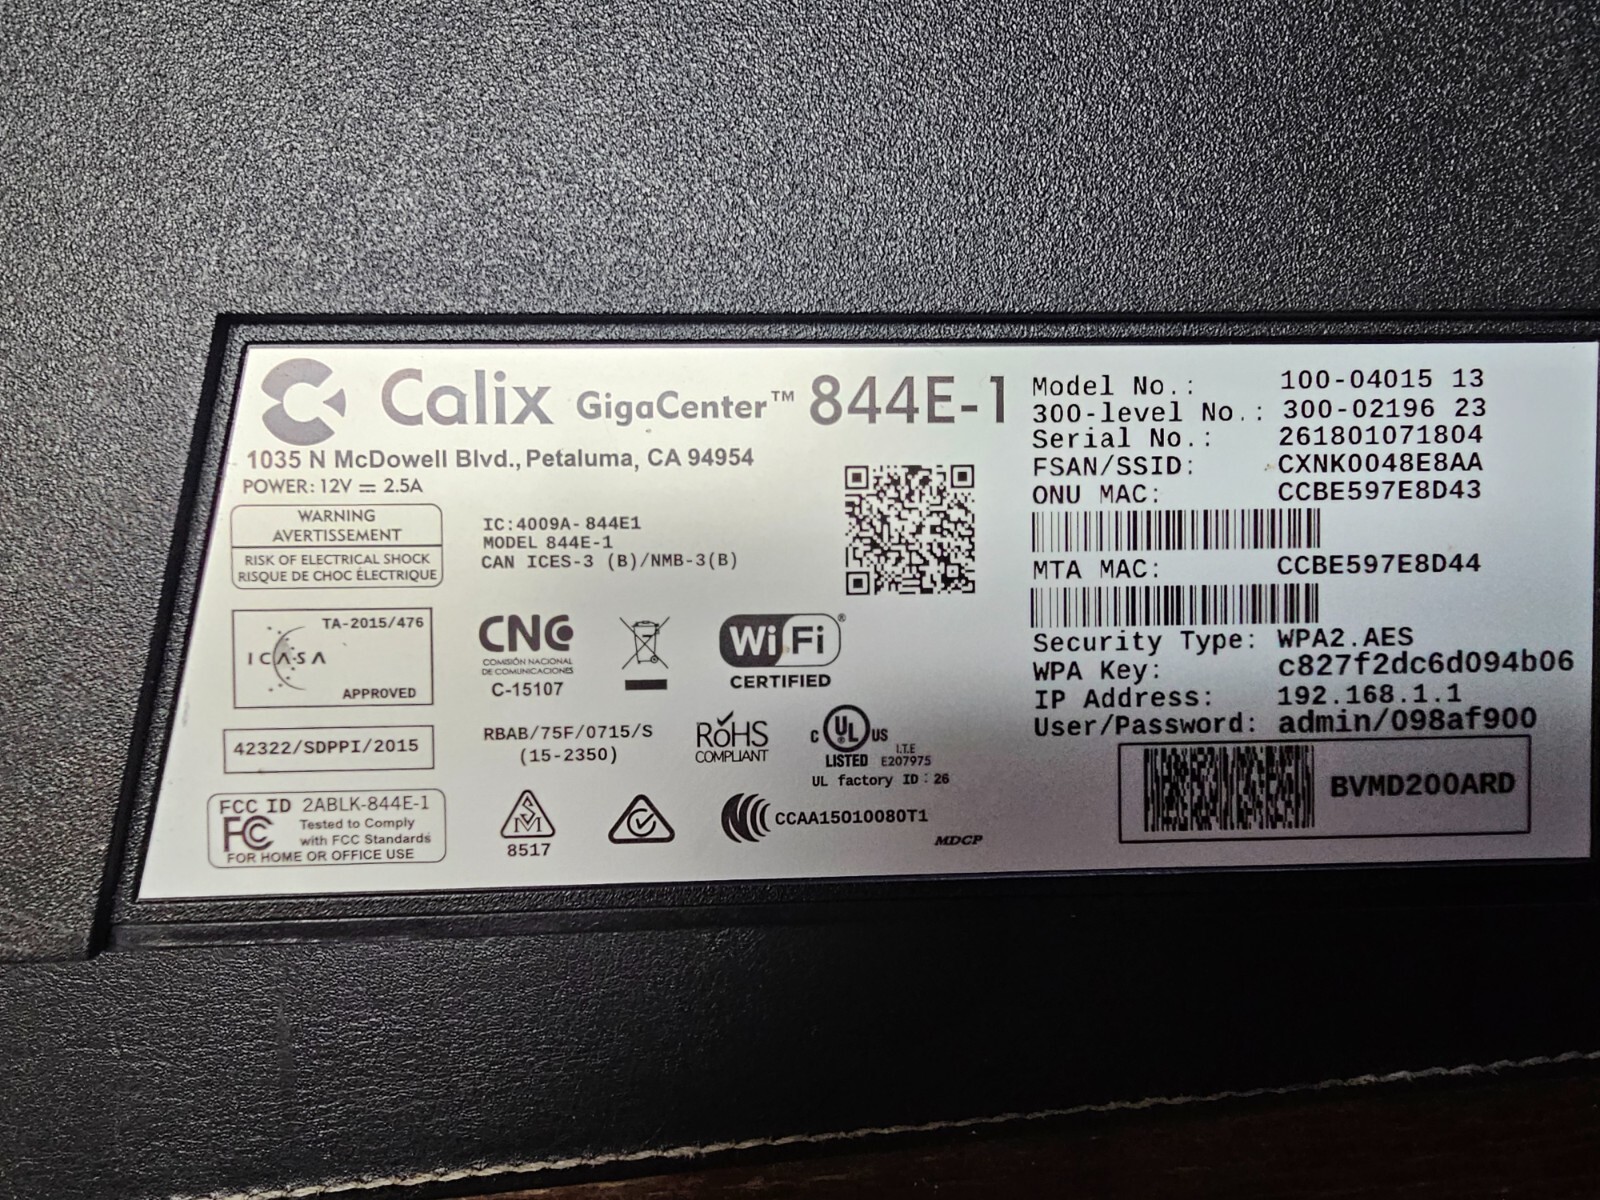 Calix GigaCenter™ 844E-1
1035 N McDowell Blvd., Petaluma, CA 94954
POWER: 12V ⎓ 2.5A
WARNING
AVERTISSEMENT
RISK OF ELECTRICAL SHOCK
RISQUE DE CHOC ÉLECTRIQUE
IC:4009A-844E1
MODEL 844E-1
CAN ICES-3 (B)/NMB-3(B)
TA-2015/476
ICASA
APPROVED
CNC
COMISIÓN NACIONAL
DE COMUNICACIONES
C-15107
Wi Fi®
CERTIFIED
42322/SDPPI/2015
RBAB/75F/0715/S
(15-2350)
RoHS
COMPLIANT
C UL US
LISTED
I.T.E
E207975
UL factory ID: 26
FCC ID 2ABLK-844E-1
FC Tested to Comply
with FCC Standards
FOR HOME OR OFFICE USE
8517
CCAA15O10080T1
MDCP
Model No.: 100-04015 13
300-level No.: 300-02196 23
Serial No.: 261801071804
FSAN/SSID: CXNK0048E8AA
ONU MAC: CCBE597E8D43
MTA MAC: CCBE597E8D44
Security Type: WPA2.AES
WPA Key: c827f2dc6d094b06
IP Address: 192.168.1.1
User/Password: admin/098af900
BVMD200ARD